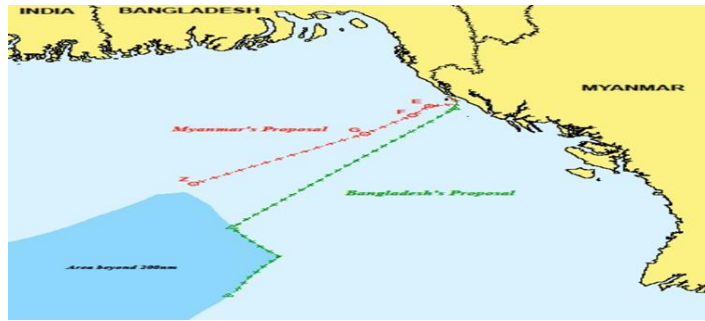 INDIA BANGLADESH
MYANMAR
E
F
G
Myanmar's Proposal
Z
Bangladesh's Proposal
Area beyond 200nm